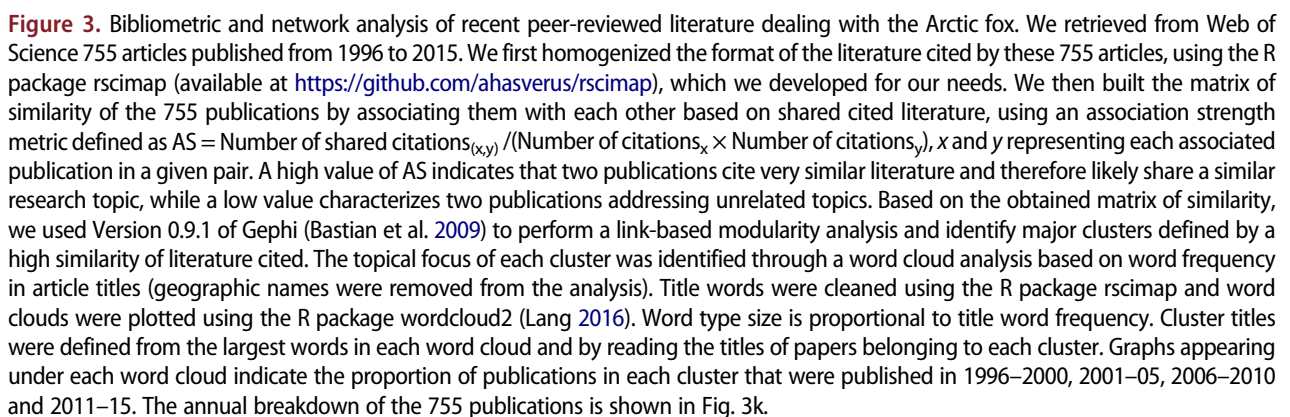 Figure 3. Bibliometric and network analysis of recent peer-reviewed literature dealing with the Arctic fox. We retrieved from Web of
Science 755 articles published from 1996 to 2015. We first homogenized the format of the literature cited by these 755 articles, using the R
package rscimap (available at https://github.com/ahasverus/rscimap), which we developed for our needs. We then built the matrix of
similarity of the 755 publications by associating them with each other based on shared cited literature, using an association strength
metric defined as AS = Number of shared citations(x,y) /(Number of citationsx × Number of citationsy), x and y representing each associated
publication in a given pair. A high value of AS indicates that two publications cite very similar literature and therefore likely share a similar
research topic, while a low value characterizes two publications addressing unrelated topics. Based on the obtained matrix of similarity,
we used Version 0.9.1 of Gephi (Bastian et al. 2009) to perform a link-based modularity analysis and identify major clusters defined by a
high similarity of literature cited. The topical focus of each cluster was identified through a word cloud analysis based on word frequency
in article titles (geographic names were removed from the analysis). Title words were cleaned using the R package rscimap and word
clouds were plotted using the R package wordcloud2 (Lang 2016). Word type size is proportional to title word frequency. Cluster titles
were defined from the largest words in each word cloud and by reading the titles of papers belonging to each cluster. Graphs appearing
under each word cloud indicate the proportion of publications in each cluster that were published in 1996–2000, 2001–05, 2006–2010
and 2011–15. The annual breakdown of the 755 publications is shown in Fig. 3k.